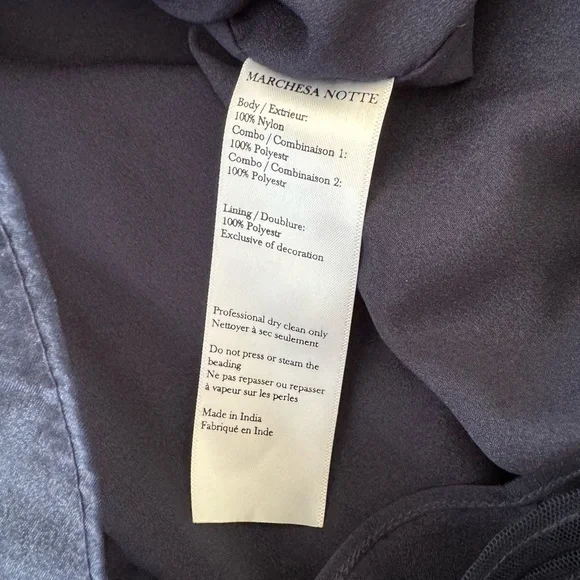 MARCHESA NOTTE
Body / Extrieur:
100% Nylon
Combo / Combinaison 1:
100% Polyestr
Combo / Combinaison 2:
100% Polyestr
Lining / Doublure:
100% Polyestr
Exclusive of decoration
Professional dry clean only
Nettoyer à sec seulement
Do not press or steam the
beading
Ne pas repasser ou repasser
à vapeur sur les perles
Made in India
Fabriqué en Inde